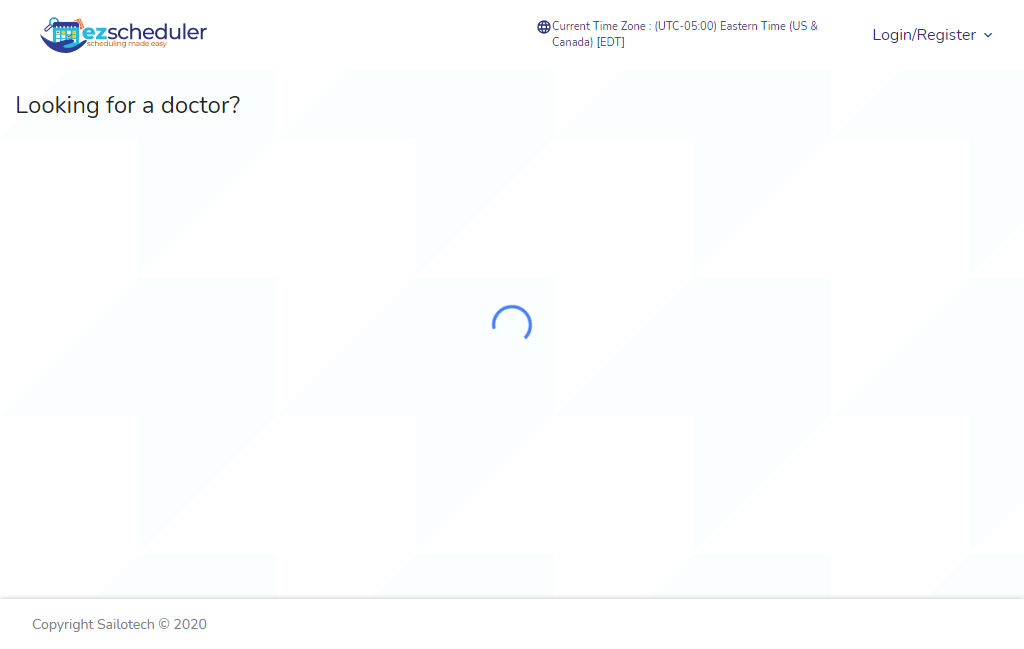 ezscheduler
scheduling made easy
Current Time Zone : (UTC-05:00) Eastern Time (US &
Canada) [EDT]
Login/Register
Looking for a doctor?
Copyright Sailotech © 2020